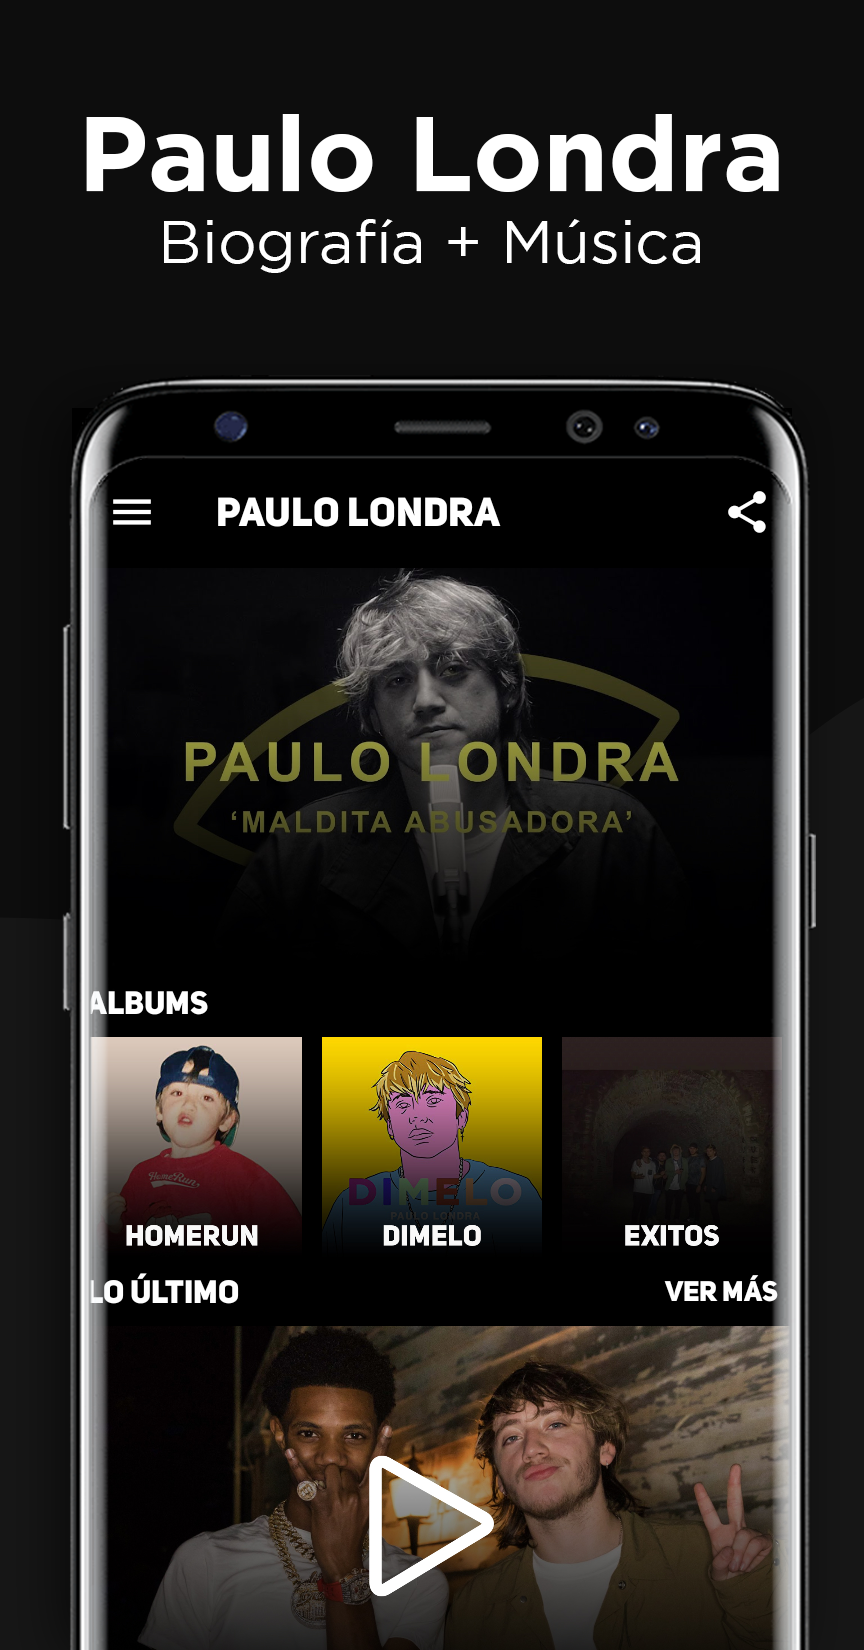 Paulo Londra
Biografía + Música
PAULO LONDRA
PAULO LONDRA
‘MALDITA ABUSADORA’
ALBUMS
HomeRun.
DIMELO
PAULO LONDRA
HOMERUN
DIMELO
EXITOS
LO ÚLTIMO
VER MÁS